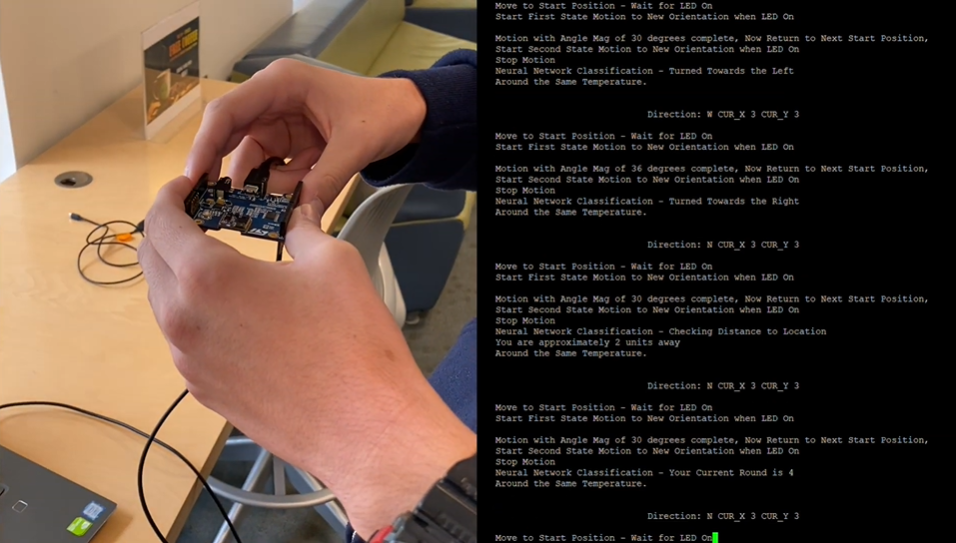 Move to Start Position - Wait for LED On
Start First State Motion to New Orientation when LED On
Motion with Angle Mag of 30 degrees complete, Now Return to Next Start Position,
Start Second State Motion to New Orientation when LED On
Stop Motion
Neural Network Classification - Turned Towards the Left
Around the Same Temperature.
Direction: W CUR_X 3 CUR_Y 3
Move to Start Position - Wait for LED On
Start First State Motion to New Orientation when LED On
Motion with Angle Mag of 36 degrees complete, Now Return to Next Start Position,
Start Second State Motion to New Orientation when LED On
Stop Motion
Neural Network Classification - Turned Towards the Right
Around the Same Temperature.
Direction: N CUR_X 3 CUR_Y 3
Move to Start Position - Wait for LED On
Start First State Motion to New Orientation when LED On
Motion with Angle Mag of 30 degrees complete, Now Return to Next Start Position,
Start Second State Motion to New Orientation when LED On
Stop Motion
Neural Network Classification - Checking Distance to Location
You are approximately 2 units away
Around the Same Temperature.
Direction: N CUR_X 3 CUR_Y 3
Move to Start Position - Wait for LED On
Start First State Motion to New Orientation when LED On
Motion with Angle Mag of 30 degrees complete, Now Return to Next Start Position,
Start Second State Motion to New Orientation when LED On
Stop Motion
Neural Network Classification - Your Current Round is 4
Around the Same Temperature.
Direction: N CUR_X 3 CUR_Y 3
Move to Start Position - Wait for LED On